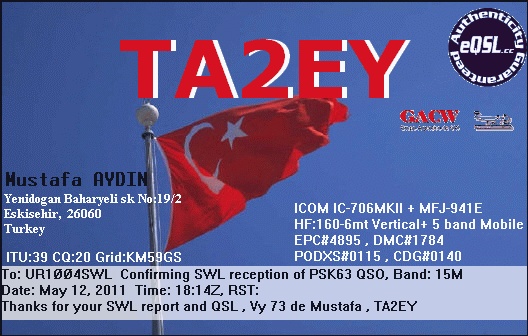 Authenticity Guaranteed
eQSL.cc
TA2EY
GACW
Mustafa AYDIN
Yenidogan Baharyeli sk No:19/2
Eskisehir, 26060
Turkey
ITU:39 CQ:20 Grid:KM59GS
ICOM IC-706MKII + MFJ-941E
HF:160-6mt Vertical+ 5 band Mobile
EPC#4895 , DMC#1784
PODXS#0115 , CDG#0140
To: UR1Ø04SWL Confirming SWL reception of PSK63 QSO, Band: 15M
Date: May 12, 2011 Time: 18:14Z, RST:
Thanks for your SWL report and QSL , Vy 73 de Mustafa , TA2EY